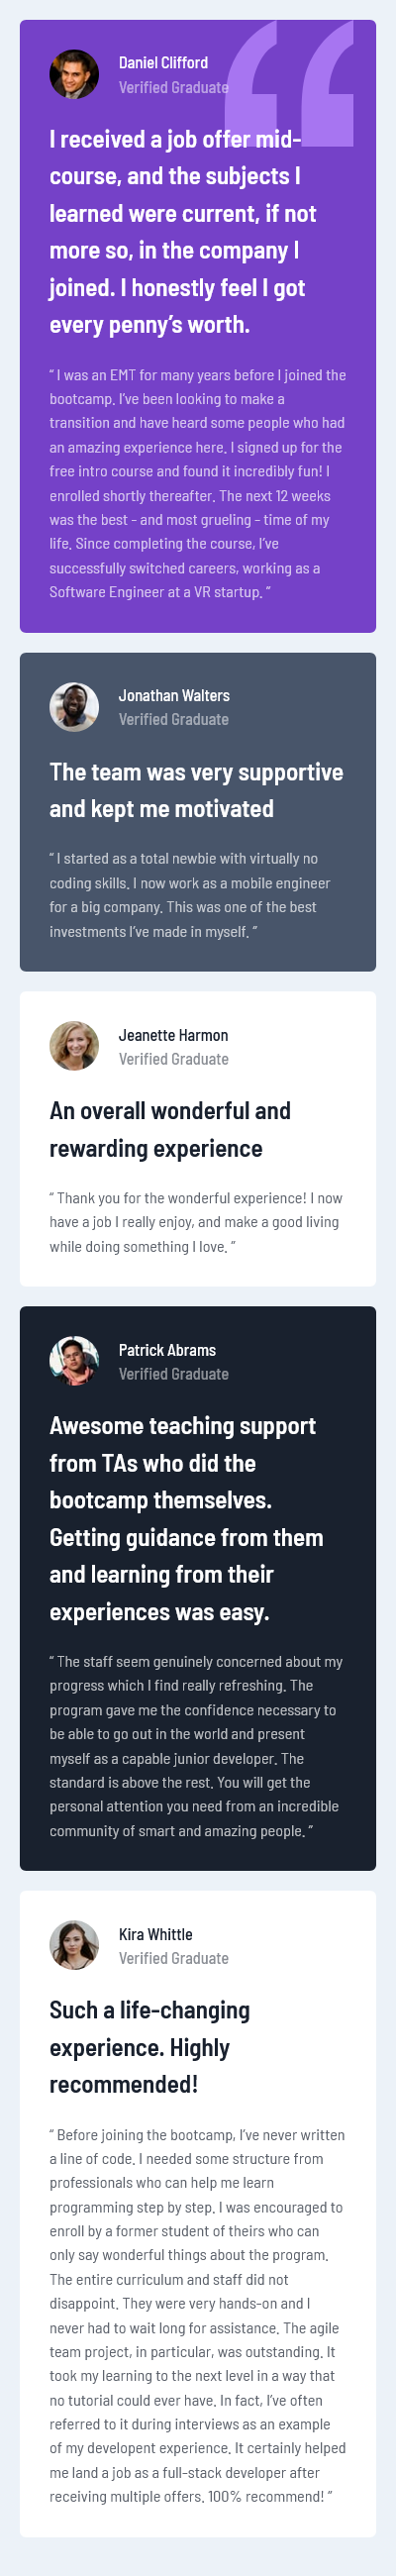 Daniel Clifford
Verified Graduate
I received a job offer mid-
course, and the subjects I
learned were current, if not
more so, in the company I
joined. I honestly feel I got
every penny’s worth.
“ I was an EMT for many years before I joined the
bootcamp. I’ve been looking to make a
transition and have heard some people who had
an amazing experience here. I signed up for the
free intro course and found it incredibly fun! I
enrolled shortly thereafter. The next 12 weeks
was the best - and most grueling - time of my
life. Since completing the course, I’ve
successfully switched careers, working as a
Software Engineer at a VR startup. ”
Jonathan Walters
Verified Graduate
The team was very supportive
and kept me motivated
“ I started as a total newbie with virtually no
coding skills. I now work as a mobile engineer
for a big company. This was one of the best
investments I’ve made in myself. ”
Jeanette Harmon
Verified Graduate
An overall wonderful and
rewarding experience
“ Thank you for the wonderful experience! I now
have a job I really enjoy, and make a good living
while doing something I love. ”
Patrick Abrams
Verified Graduate
Awesome teaching support
from TAs who did the
bootcamp themselves.
Getting guidance from them
and learning from their
experiences was easy.
“ The staff seem genuinely concerned about my
progress which I find really refreshing. The
program gave me the confidence necessary to
be able to go out in the world and present
myself as a capable junior developer. The
standard is above the rest. You will get the
personal attention you need from an incredible
community of smart and amazing people. ”
Kira Whittle
Verified Graduate
Such a life-changing
experience. Highly
recommended!
“ Before joining the bootcamp, I’ve never written
a line of code. I needed some structure from
professionals who can help me learn
programming step by step. I was encouraged to
enroll by a former student of theirs who can
only say wonderful things about the program.
The entire curriculum and staff did not
disappoint. They were very hands-on and I
never had to wait long for assistance. The agile
team project, in particular, was outstanding. It
took my learning to the next level in a way that
no tutorial could ever have. In fact, I’ve often
referred to it during interviews as an example
of my developent experience. It certainly helped
me land a job as a full-stack developer after
receiving multiple offers. 100% recommend! ”